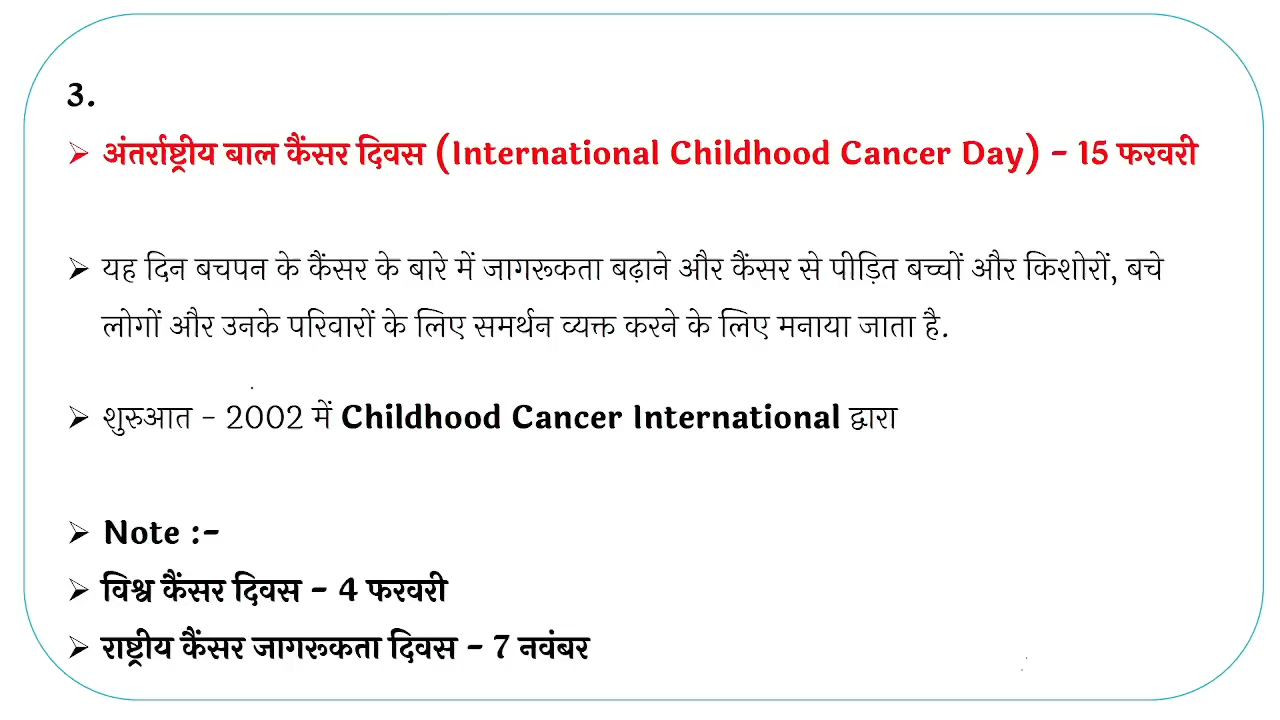 3.
➢ अंतर्राष्ट्रीय बाल कैंसर दिवस (International Childhood Cancer Day) - 15 फरवरी
➢ यह दिन बचपन के कैंसर के बारे में जागरूकता बढ़ाने और कैंसर से पीड़ित बच्चों और किशोरों, बचे
लोगों और उनके परिवारों के लिए समर्थन व्यक्त करने के लिए मनाया जाता है.
➢ शुरुआत - 2002 में Childhood Cancer International द्वारा
➢ Note :-
➢ विश्व कैंसर दिवस - 4 फरवरी
➢ राष्ट्रीय कैंसर जागरूकता दिवस - 7 नवंबर